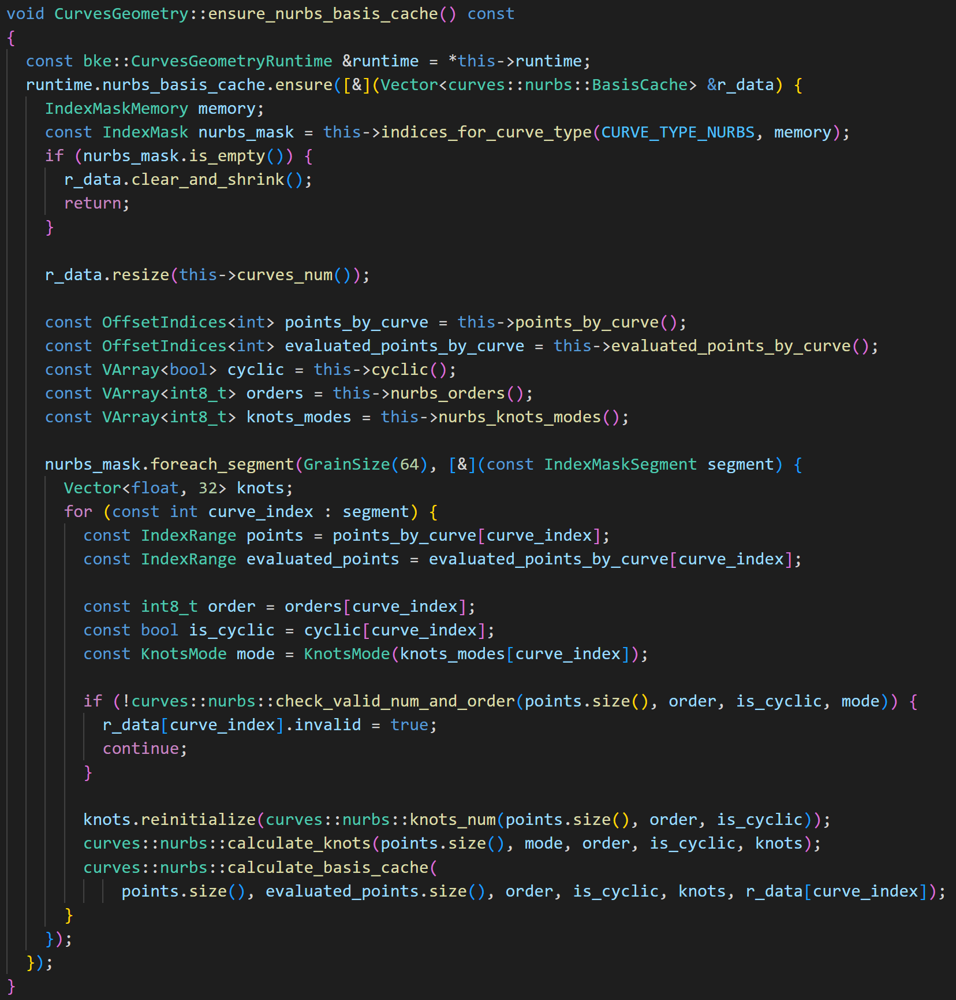 void CurvesGeometry::ensure_nurbs_basis_cache() const
{
  const bke::CurvesGeometryRuntime &runtime = *this->runtime;
  runtime.nurbs_basis_cache.ensure([&](Vector<curves::nurbs::BasisCache> &r_data) {
    IndexMaskMemory memory;
    const IndexMask nurbs_mask = this->indices_for_curve_type(CURVE_TYPE_NURBS, memory);
    if (nurbs_mask.is_empty()) {
      r_data.clear_and_shrink();
      return;
    }

    r_data.resize(this->curves_num());

    const OffsetIndices<int> points_by_curve = this->points_by_curve();
    const OffsetIndices<int> evaluated_points_by_curve = this->evaluated_points_by_curve();
    const VArray<bool> cyclic = this->cyclic();
    const VArray<int8_t> orders = this->nurbs_orders();
    const VArray<int8_t> knots_modes = this->nurbs_knots_modes();

    nurbs_mask.foreach_segment(GrainSize(64), [&](const IndexMaskSegment segment) {
      Vector<float, 32> knots;
      for (const int curve_index : segment) {
        const IndexRange points = points_by_curve[curve_index];
        const IndexRange evaluated_points = evaluated_points_by_curve[curve_index];

        const int8_t order = orders[curve_index];
        const bool is_cyclic = cyclic[curve_index];
        const KnotsMode mode = KnotsMode(knots_modes[curve_index]);

        if (!curves::nurbs::check_valid_num_and_order(points.size(), order, is_cyclic, mode)) {
          r_data[curve_index].invalid = true;
          continue;
        }

        knots.reinitialize(curves::nurbs::knots_num(points.size(), order, is_cyclic));
        curves::nurbs::calculate_knots(points.size(), mode, order, is_cyclic, knots);
        curves::nurbs::calculate_basis_cache(
            points.size(), evaluated_points.size(), order, is_cyclic, knots, r_data[curve_index]);
      }
    });
  });
}